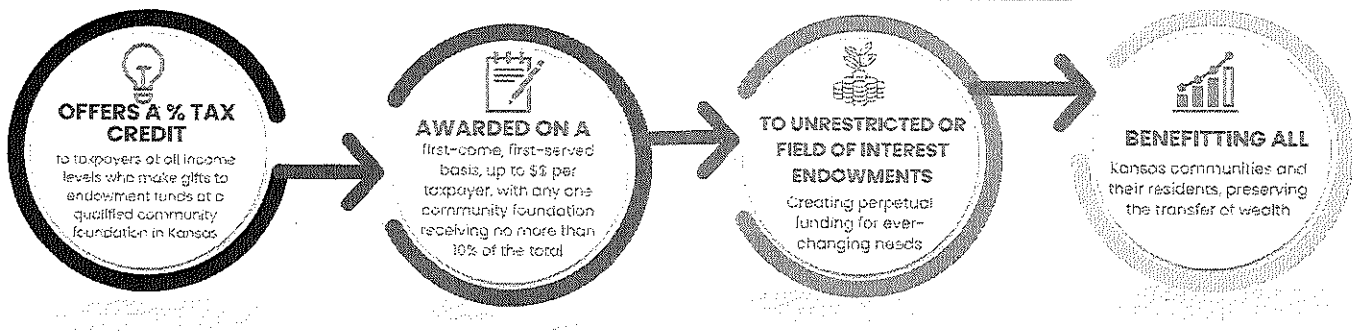 OFFERS A % TAX
CREDIT
to taxpayers at all income
levels who make gifts to
endowment funds at a
qualified community
foundation in Kansas
AWARDED ON A
first-come, first-served
basis, up to $$ per
taxpayer, with any one
community foundation
receiving no more than
10% of the total
TO UNRESTRICTED OR
FIELD OF INTEREST
ENDOWMENTS
Creating perpetual
funding for ever-
changing needs
BENEFITTING ALL
Kansas communities and
their residents, preserving
the transfer of wealth